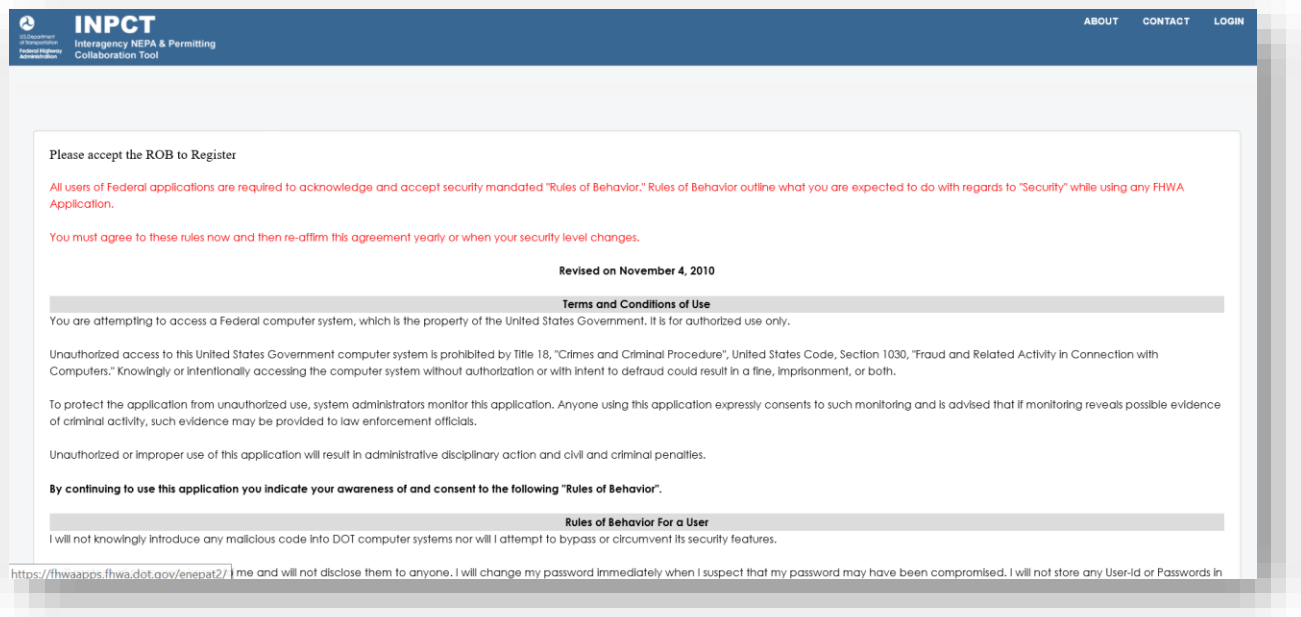 INPCT
Interagency NEPA & Permitting
Collaboration Tool
U.S. Department
of Transportation
Federal Highway
Administration
ABOUT CONTACT LOGIN
Please accept the ROB to Register
All users of Federal applications are required to acknowledge and accept security mandated "Rules of Behavior." Rules of Behavior outline what you are expected to do with regards to "Security" while using any FHWA
Application.
You must agree to these rules now and then re-affirm this agreement yearly or when your security level changes.
Revised on November 4, 2010
Terms and Conditions of Use
You are attempting to access a Federal computer system, which is the property of the United States Government. It is for authorized use only.
Unauthorized access to this United States Government computer system is prohibited by Title 18, "Crimes and Criminal Procedure", United States Code, Section 1030, "Fraud and Related Activity in Connection with
Computers." Knowingly or intentionally accessing the computer system without authorization or with intent to defraud could result in a fine, imprisonment, or both.
To protect the application from unauthorized use, system administrators monitor this application. Anyone using this application expressly consents to such monitoring and is advised that if monitoring reveals possible evidence
of criminal activity, such evidence may be provided to law enforcement officials.
Unauthorized or improper use of this application will result in administrative disciplinary action and civil and criminal penalties.
By continuing to use this application you indicate your awareness of and consent to the following "Rules of Behavior".
Rules of Behavior For a User
I will not knowingly introduce any malicious code into DOT computer systems nor will I attempt to bypass or circumvent its security features.
https://fhwaapps.fhwa.dot.gov/enepat2/ me and will not disclose them to anyone. I will change my password immediately when I suspect that my password may have been compromised. I will not store any User-Id or Passwords in